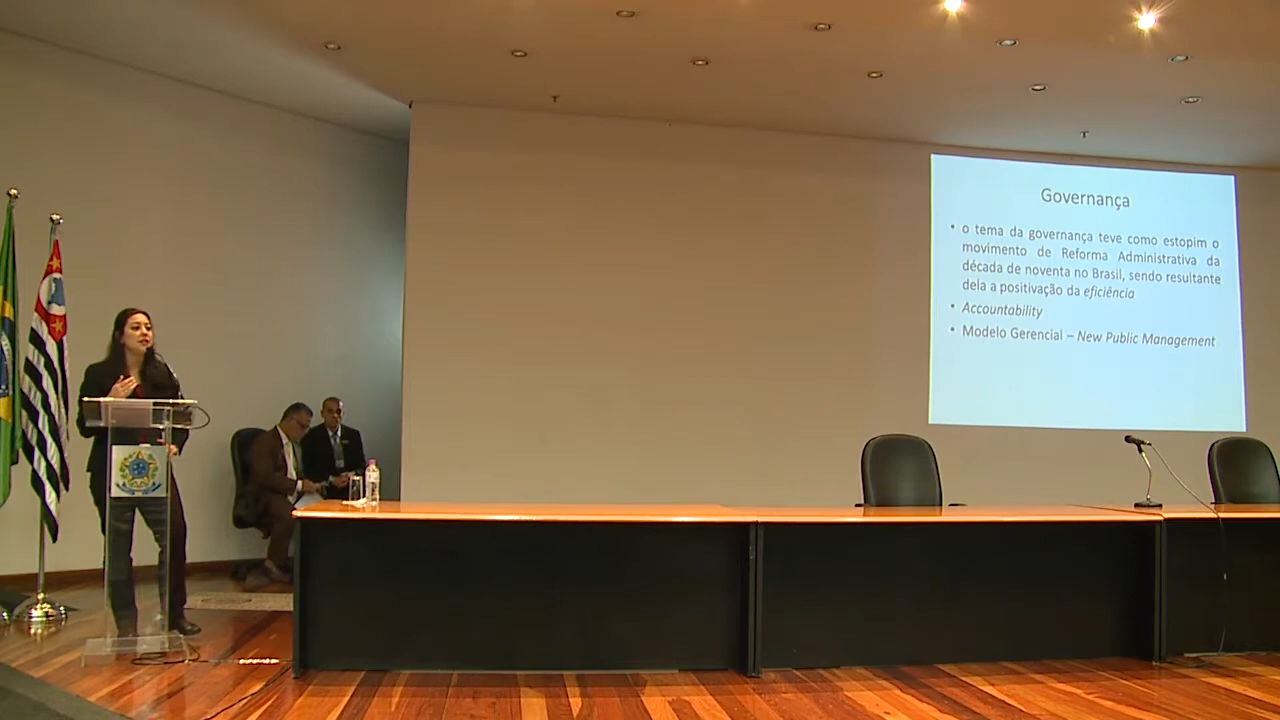 Governança
• o tema da governança teve como estopim o
movimento de Reforma Administrativa da
década de noventa no Brasil, sendo resultante
dela a positivação da eficiência
• Accountability
• Modelo Gerencial – New Public Management